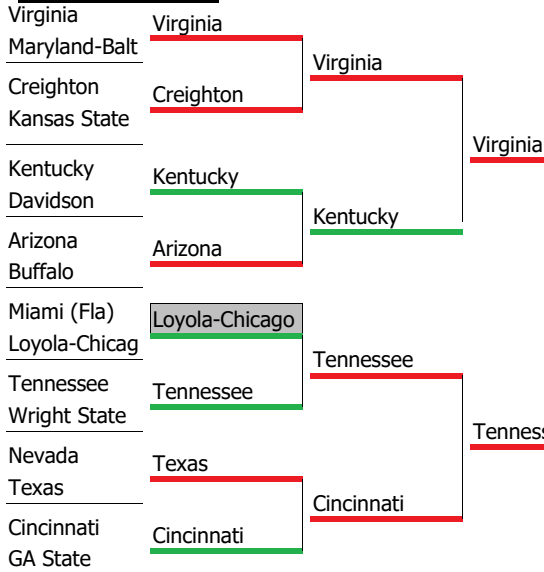 Virginia
Maryland-Balt
Creighton
Kansas State
Kentucky
Davidson
Arizona
Buffalo
Miami (Fla)
Loyola-Chicag
Tennessee
Wright State
Nevada
Texas
Cincinnati
GA State
Virginia
Creighton
Kentucky
Arizona
Loyola-Chicago
Tennessee
Texas
Cincinnati
Virginia
Kentucky
Tennessee
Cincinnati
Virginia
Tenness